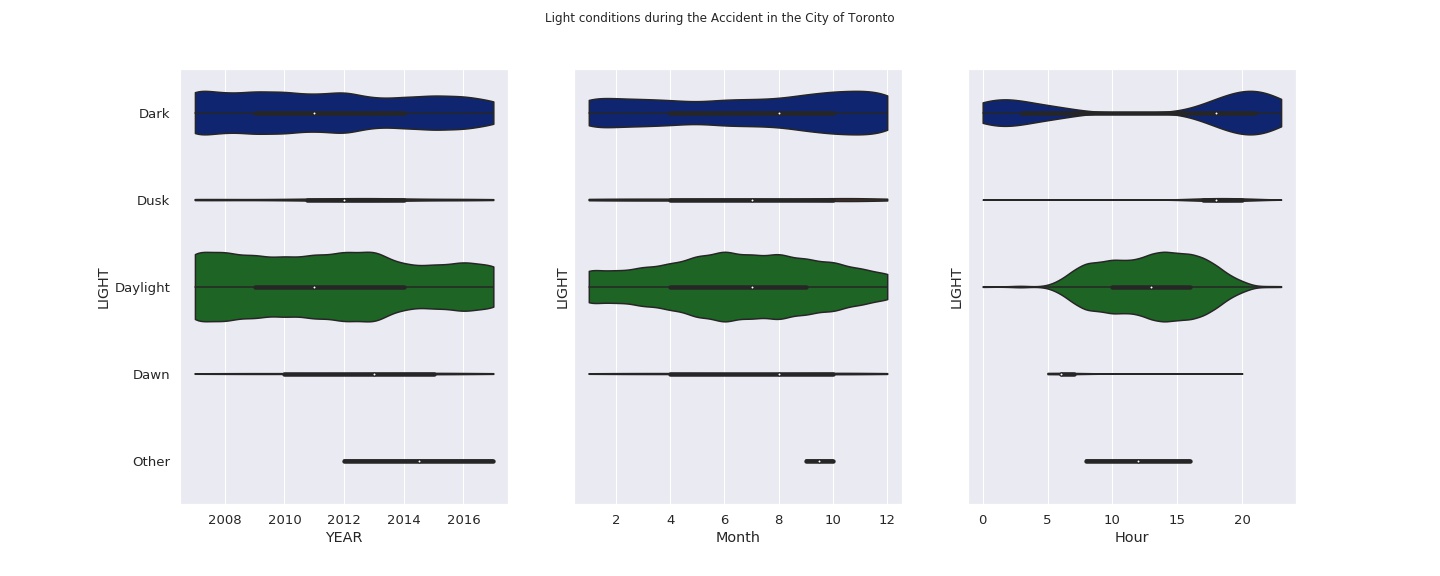 Light conditions during the Accident in the City of Toronto
Dark
Dusk
Daylight
Dawn
Other
LIGHT
2008 2010 2012 2014 2016
YEAR
LIGHT
2 4 6 8 10 12
Month
LIGHT
0 5 10 15 20
Hour